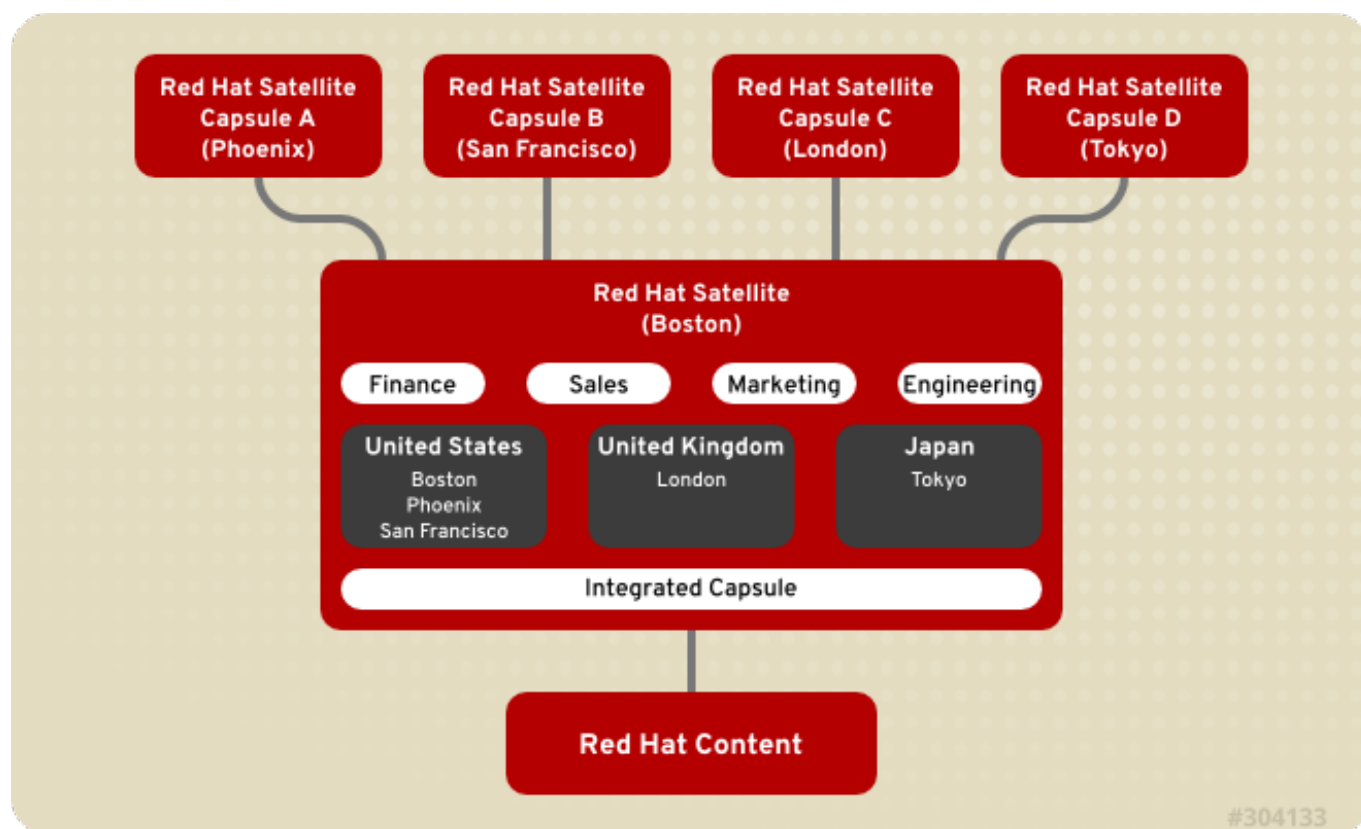 Red Hat Satellite
Capsule A
(Phoenix)
Red Hat Satellite
Capsule B
(San Francisco)
Red Hat Satellite
Capsule C
(London)
Red Hat Satellite
Capsule D
(Tokyo)
Red Hat Satellite
(Boston)
Finance
Sales
Marketing
Engineering
United States
Boston
Phoenix
San Francisco
United Kingdom
London
Japan
Tokyo
Integrated Capsule
Red Hat Content
#304133